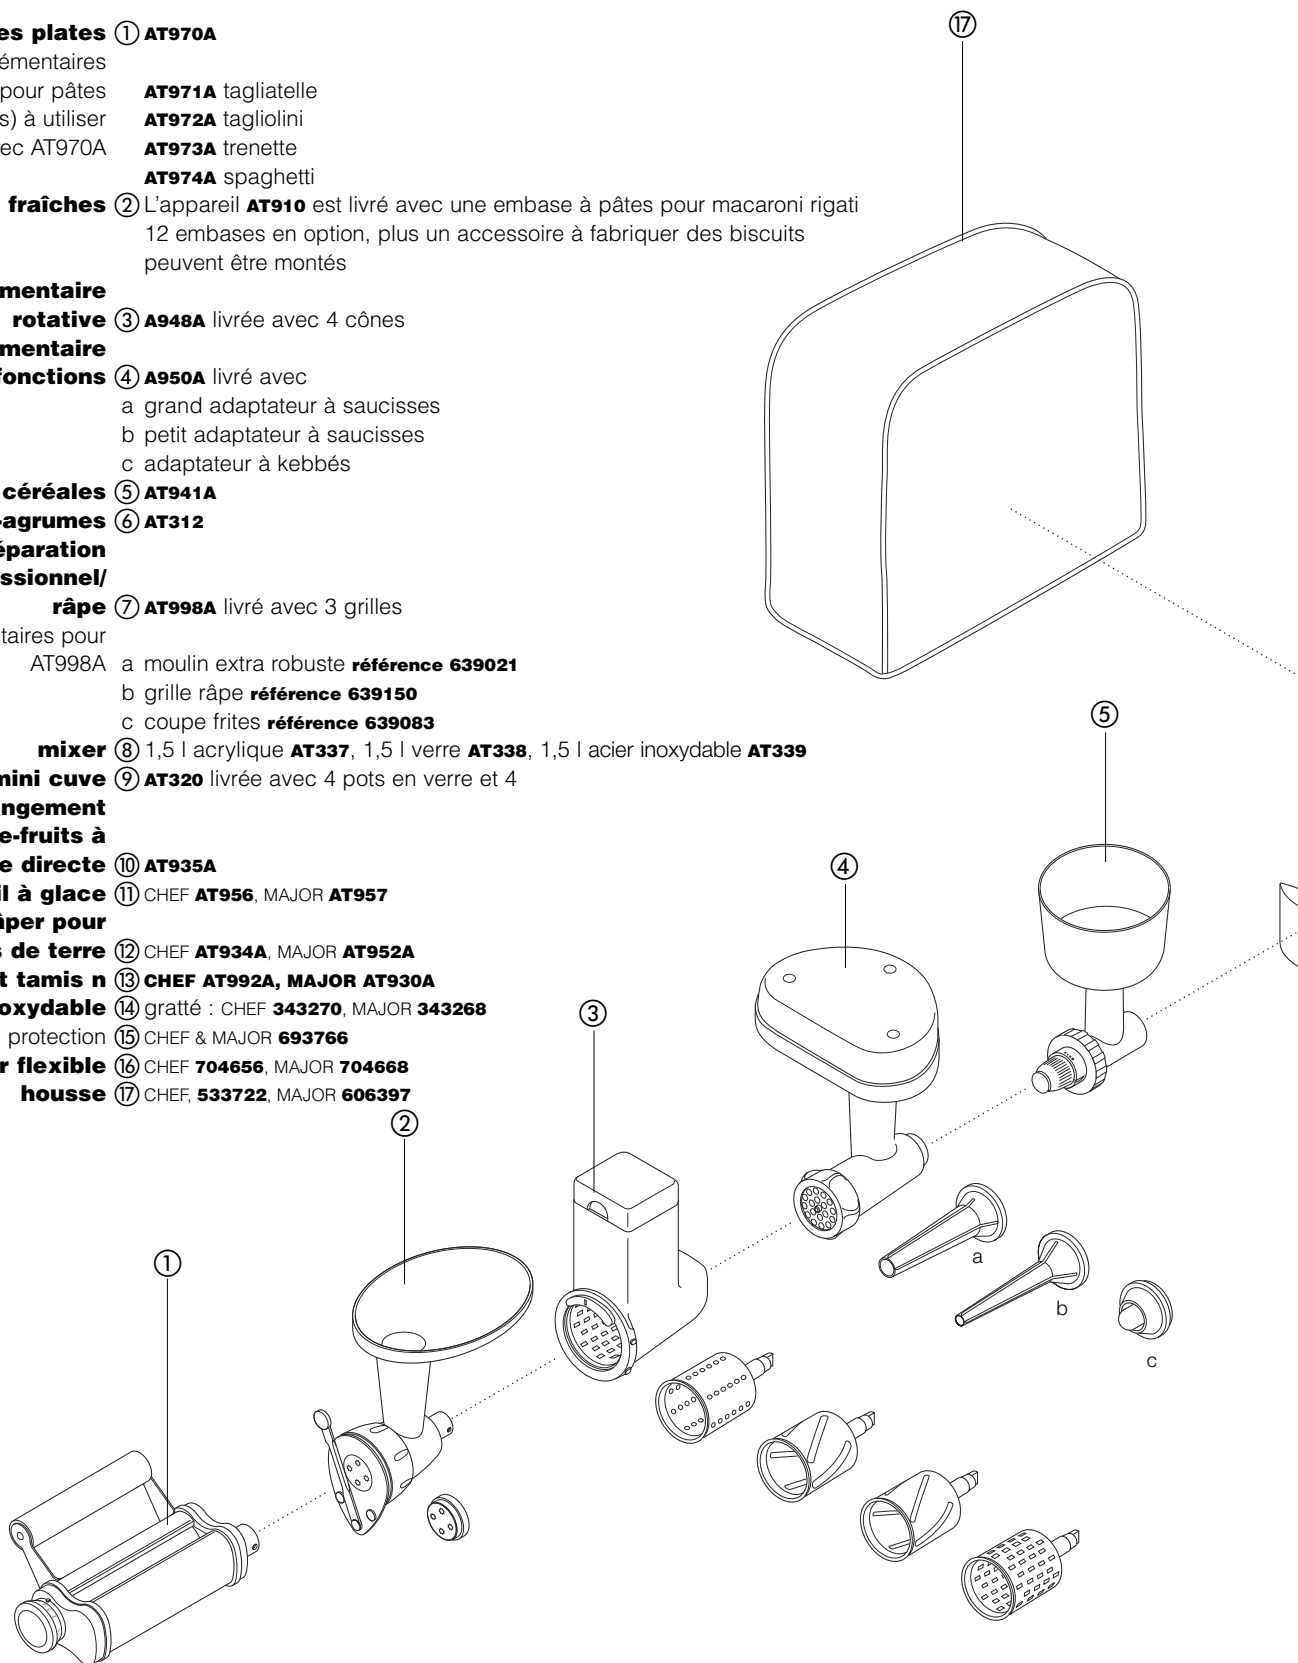 es plates ① AT970A
émentaires
pour pâtes AT971A tagliatelle
s) à utiliser AT972A tagliolini
ec AT970A AT973A trenette
AT974A spaghetti
fraîches ② L'appareil AT910 est livré avec une embase à pâtes pour macaroni rigati
12 embases en option, plus un accessoire à fabriquer des biscuits
peuvent être montés
mentaire
rotative ③ A948A livrée avec 4 cônes
mentaire
fonctions ④ A950A livré avec
a grand adaptateur à saucisses
b petit adaptateur à saucisses
c adaptateur à kebbés
céréales ⑤ AT941A
-agrumes ⑥ AT312
éparation
ssionnel/
râpe ⑦ AT998A livré avec 3 grilles
taires pour
AT998A a moulin extra robuste référence 639021
b grille râpe référence 639150
c coupe frites référence 639083
mixer ⑧ 1,5 l acrylique AT337, 1,5 l verre AT338, 1,5 l acier inoxydable AT339
mini cuve ⑨ AT320 livrée avec 4 pots en verre et 4
angement
e-fruits à
e directe ⑩ AT935A
il à glace ⑪ CHEF AT956, MAJOR AT957
âper pour
s de terre ⑫ CHEF AT934A, MAJOR AT952A
t tamis n ⑬ CHEF AT992A, MAJOR AT930A
oxydable ⑭ gratté : CHEF 343270, MAJOR 343268
protection ⑮ CHEF & MAJOR 693766
r flexible ⑯ CHEF 704656, MAJOR 704668
housse ⑰ CHEF, 533722, MAJOR 606397
⑰
⑤
④
③
②
①
a
b
c